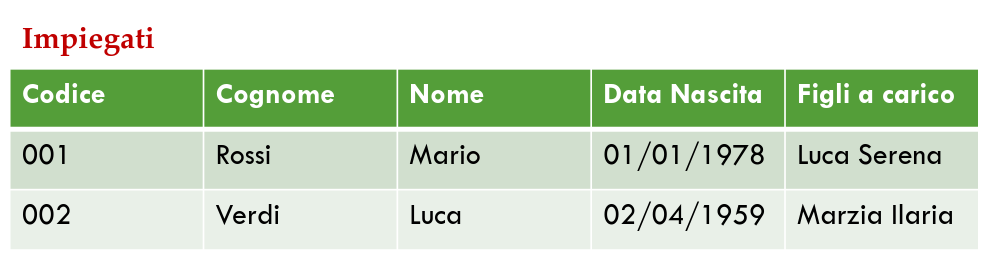 Impiegati
Codice Cognome Nome Data Nascita Figli a carico
001 Rossi Mario 01/01/1978 Luca Serena
002 Verdi Luca 02/04/1959 Marzia Ilaria